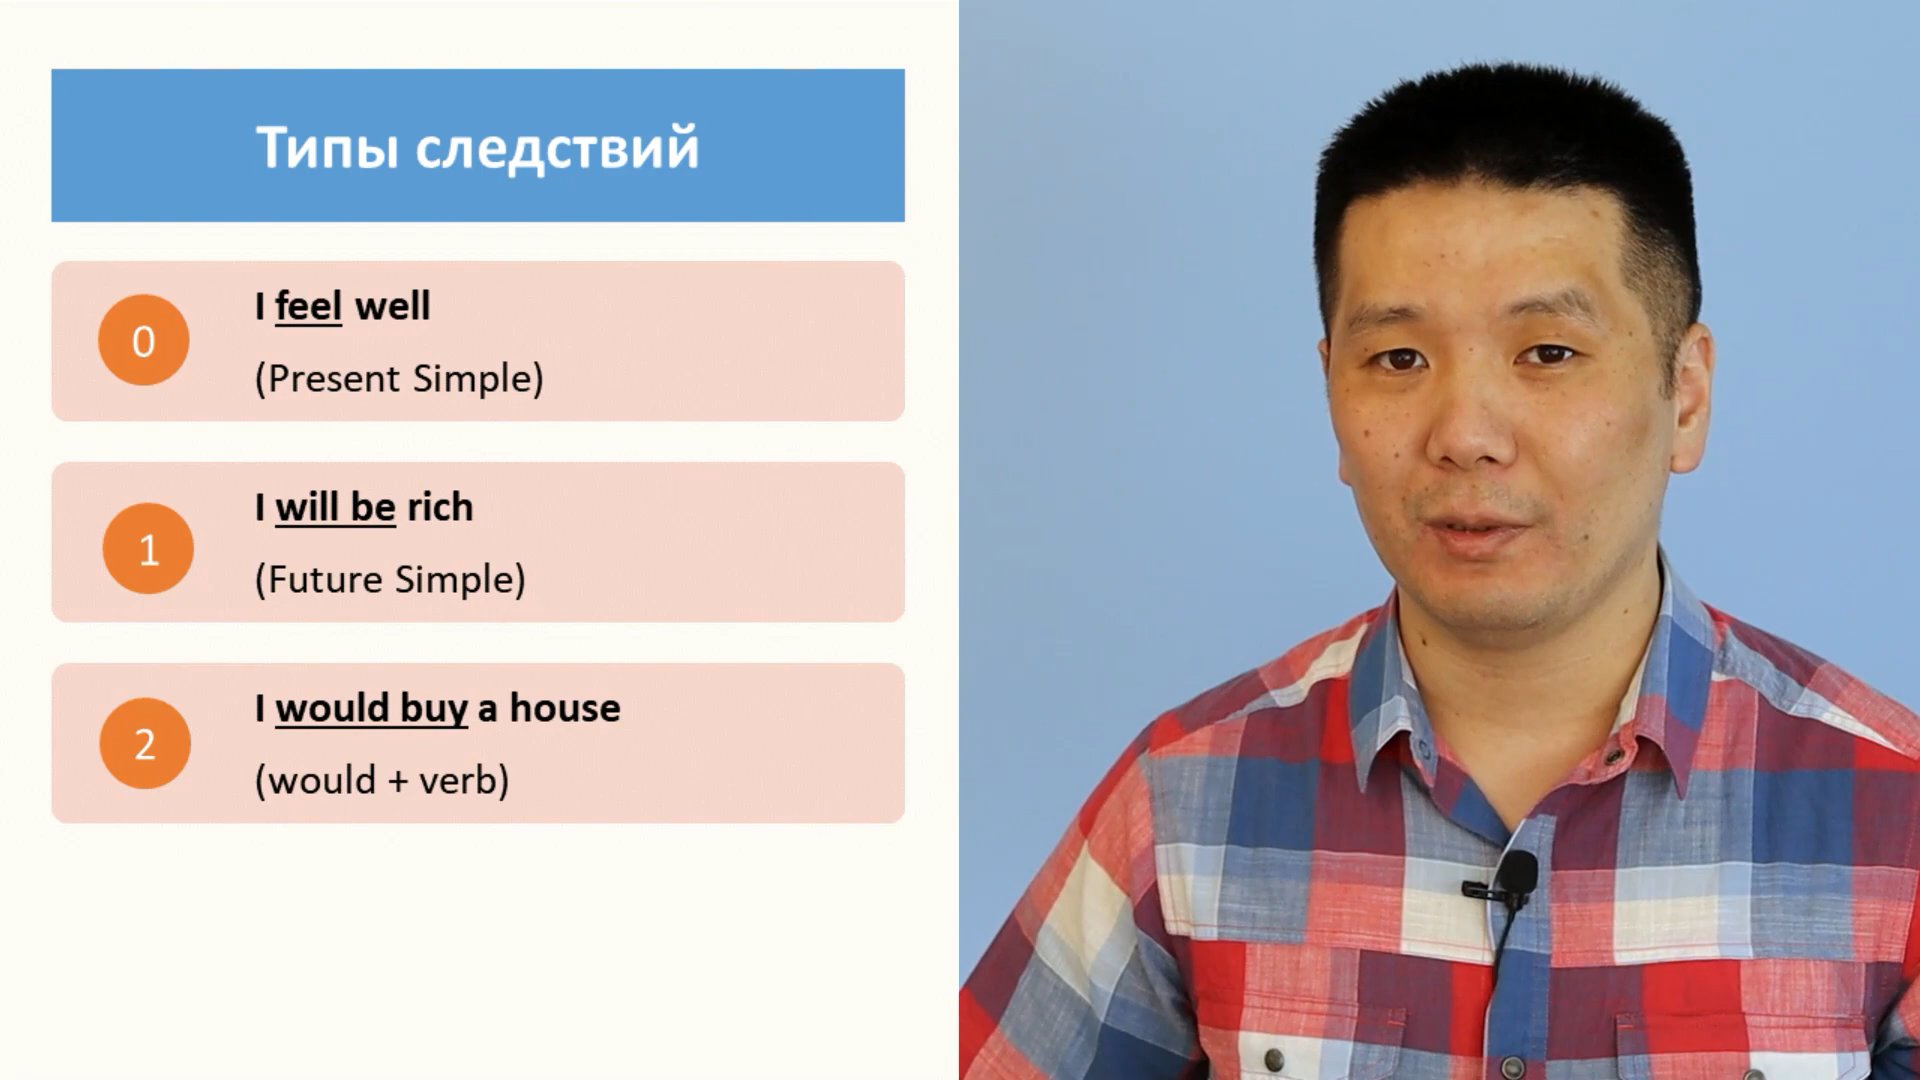 Типы следствий
0
I feel well
(Present Simple)
1
I will be rich
(Future Simple)
2
I would buy a house
(would + verb)